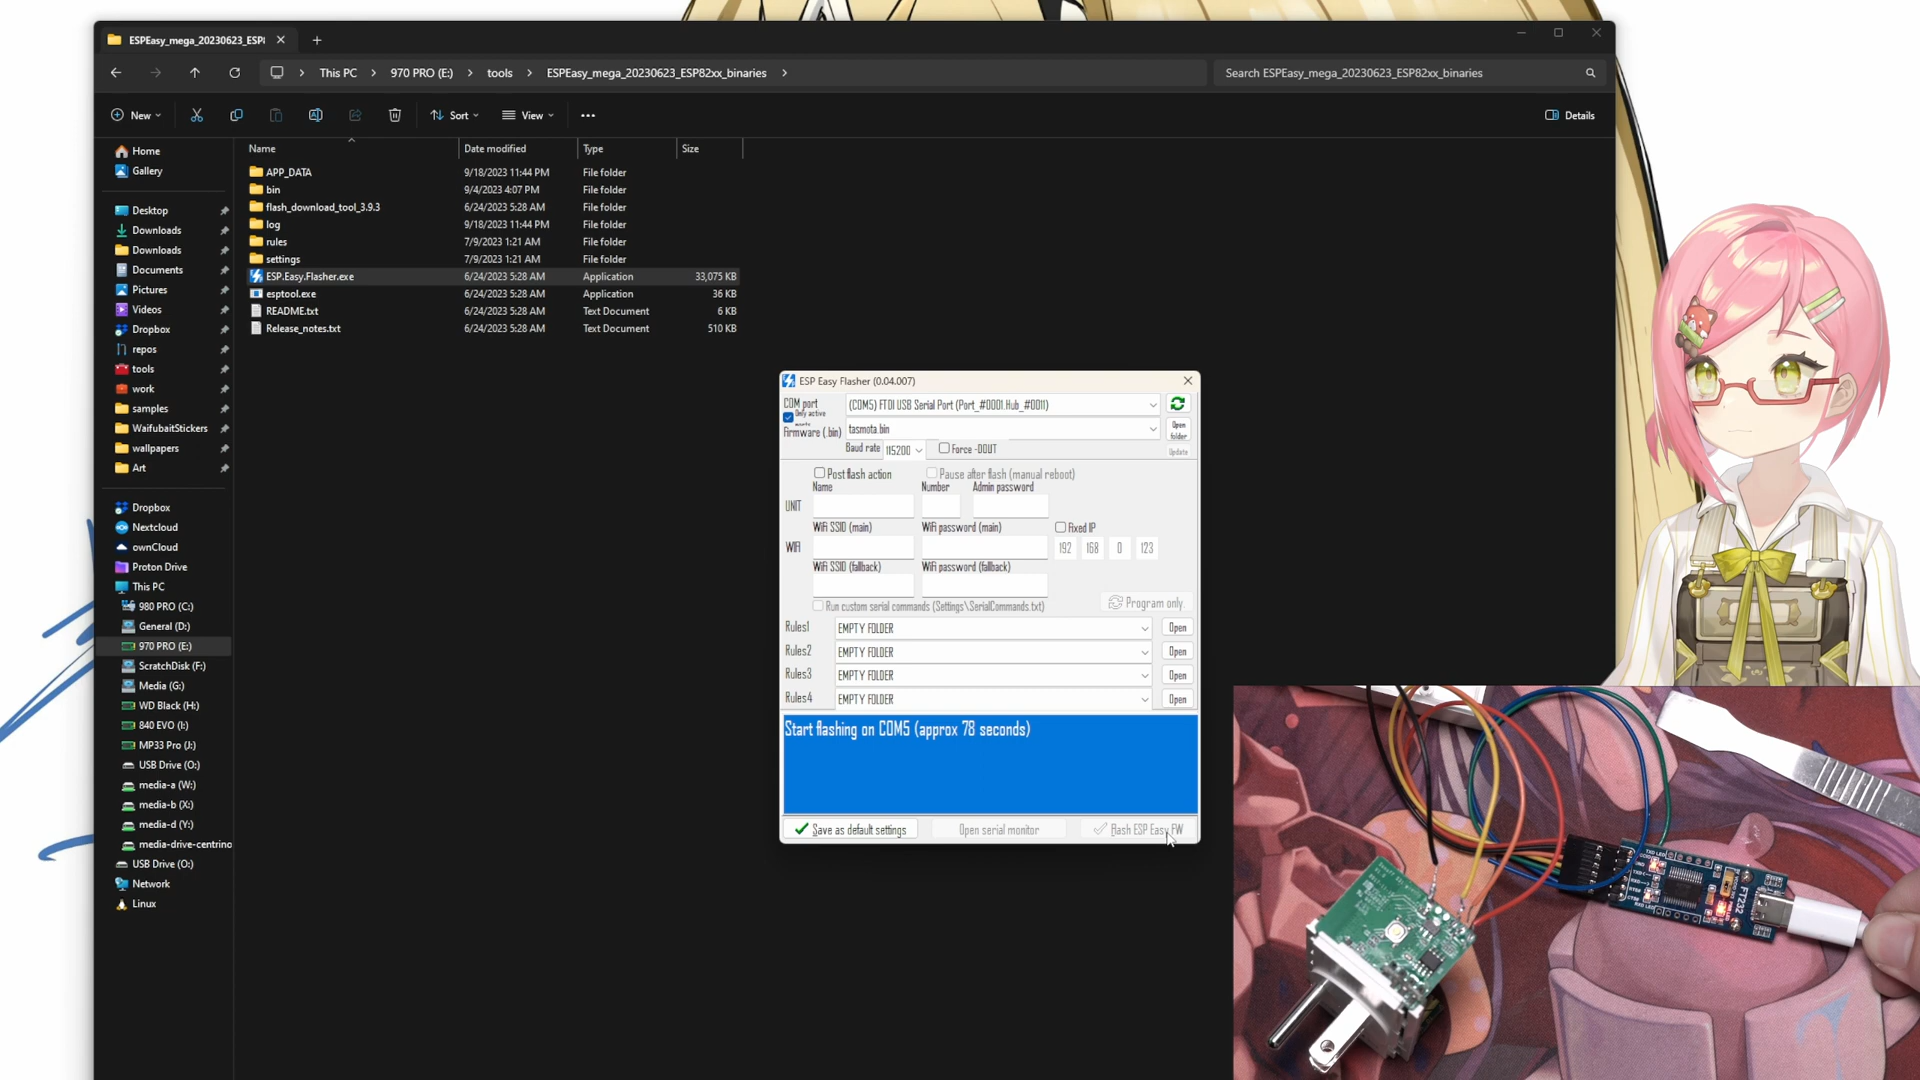 ESPEasy_mega_20230623_ESP8
This PC
970 PRO (E:)
tools
ESPEasy_mega_20230623_ESP82xx_binaries
Search ESPEasy_mega_20230623_ESP82xx_binaries
New
Sort
View
Details
Home
Gallery
Desktop
Downloads
Downloads
Documents
Pictures
Videos
Dropbox
repos
tools
work
samples
WaifubaitStickers
wallpapers
Art
Dropbox
Nextcloud
ownCloud
Proton Drive
This PC
980 PRO (C:)
General (D:)
970 PRO (E:)
ScratchDisk (F:)
Media (G:)
WD Black (H:)
840 EVO (I:)
MP33 Pro (J:)
USB Drive (O:)
media-a (W:)
media-b (X:)
media-d (Y:)
media-drive-centrino
USB Drive (O:)
Network
Linux
Name Date modified Type Size
APP_DATA 9/18/2023 11:44 PM File folder
bin 9/4/2023 4:07 PM File folder
flash_download_tool_3.9.3 6/24/2023 5:28 AM File folder
log 9/18/2023 11:44 PM File folder
rules 7/9/2023 1:21 AM File folder
settings 7/9/2023 1:21 AM File folder
ESP.Easy.Flasher.exe 6/24/2023 5:28 AM Application 33,075 KB
esptool.exe 6/24/2023 5:28 AM Application 36 KB
README.txt 6/24/2023 5:28 AM Text Document 6 KB
Release_notes.txt 6/24/2023 5:28 AM Text Document 510 KB
ESP Easy Flasher (0.04.007)
COM port (COM5) FTDI USB Serial Port (Port_#0001.Hub_#0011)
Only active
Firmware (.bin) tasmota.bin
Open folder
Baud rate 115200 Force -DOUT
Update
Post flash action Pause after flash (manual reboot)
Name Number Admin password
UNIT
Wifi SSID (main) Wifi password (main) Fixed IP
Wifi 192 168 0 123
Wifi SSID (fallback) Wifi password (fallback)
Run custom serial commands (Settings\SerialCommands.txt) Program only.
Rules1 EMPTY FOLDER Open
Rules2 EMPTY FOLDER Open
Rules3 EMPTY FOLDER Open
Rules4 EMPTY FOLDER Open
Start flashing on COM5 (approx 78 seconds)
Save as default settings Open serial monitor Flash ESP Easy FW
FT232